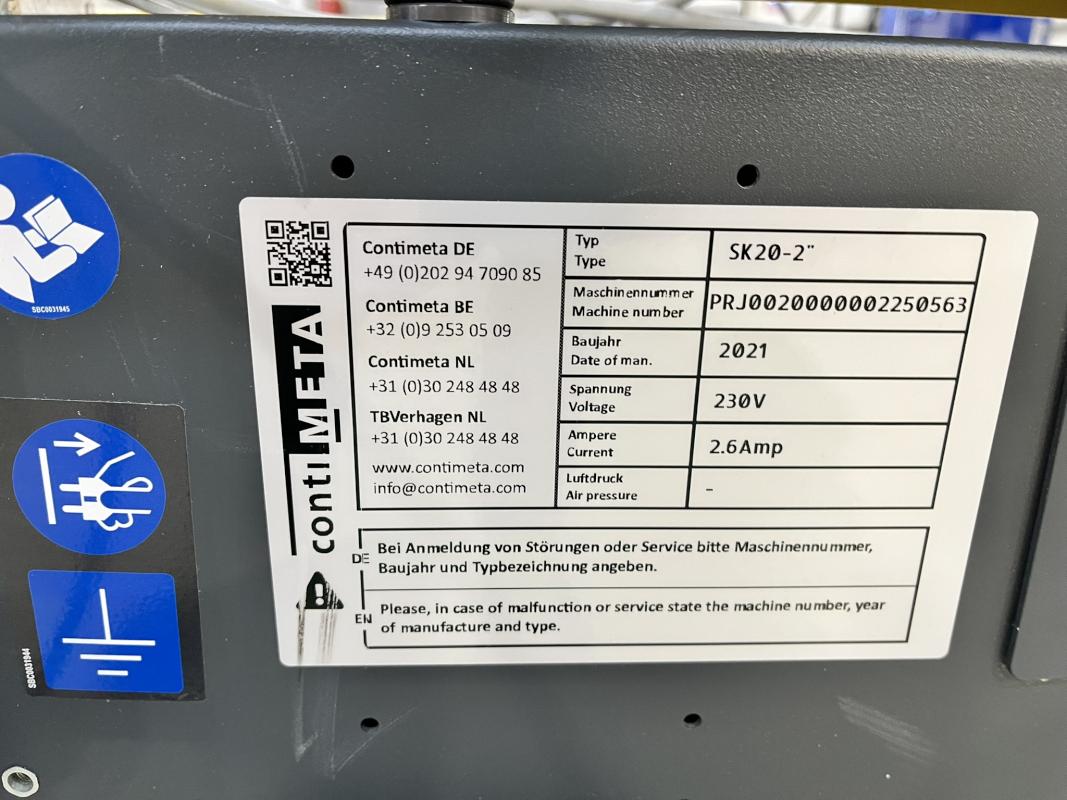 SBC0031945
SBC0031944
contiMETA
Contimeta DE
+49 (0)202 94 7090 85
Contimeta BE
+32 (0)9 253 05 09
Contimeta NL
+31 (0)30 248 48 48
TBVerhagen NL
+31 (0)30 248 48 48
www.contimeta.com
info@contimeta.com
Typ
Type
SK20-2"
Maschinennummer
Machine number
PRJ0020000002250563
Baujahr
Date of man.
2021
Spannung
Voltage
230V
Ampere
Current
2.6Amp
Luftdruck
Air pressure
-
DE
Bei Anmeldung von Störungen oder Service bitte Maschinennummer,
Baujahr und Typbezeichnung angeben.
EN
Please, in case of malfunction or service state the machine number, year
of manufacture and type.